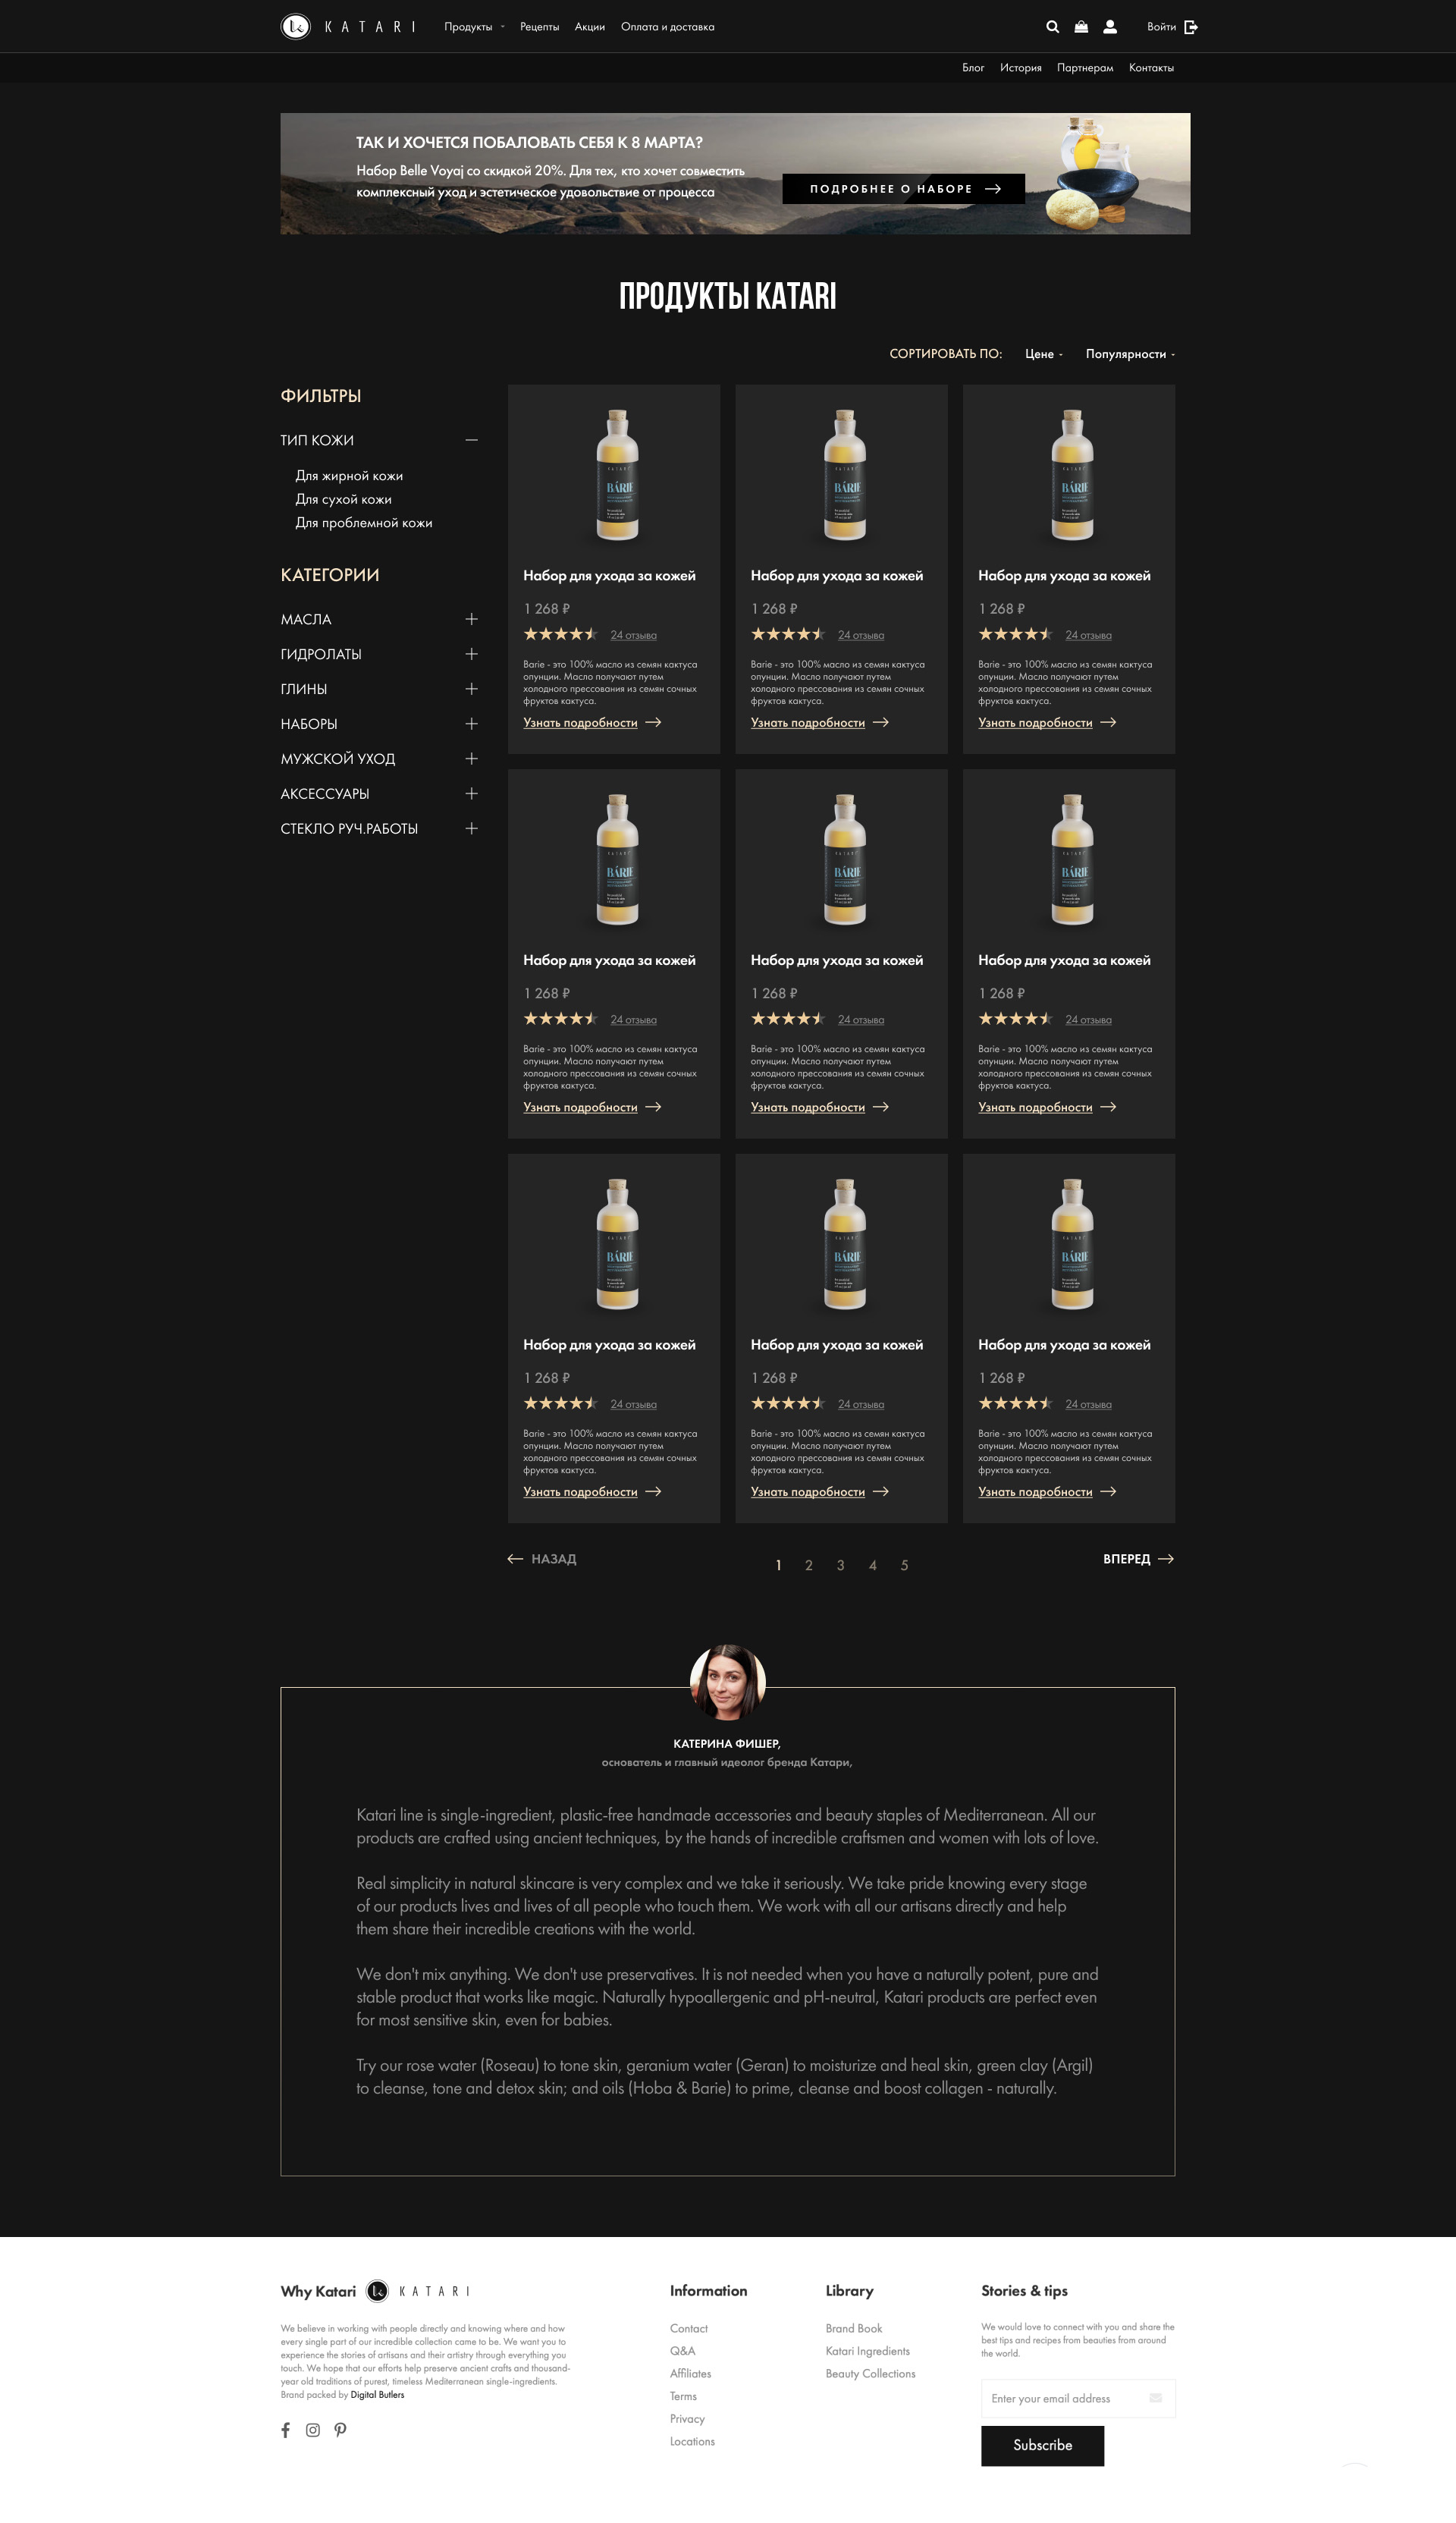 KATARI
Продукты
Рецепты
Акции
Оплата и доставка
Войти
Блог
История
Партнерам
Контакты
ТАК И ХОЧЕТСЯ ПОБАЛОВАТЬ СЕБЯ К 8 МАРТА?
Набор Belle Voyaj со скидкой 20%. Для тех, кто хочет совместить
комплексный уход и эстетическое удовольствие от процесса
ПОДРОБНЕЕ О НАБОРЕ
ПРОДУКТЫ KATARI
СОРТИРОВАТЬ ПО:
Цене
Популярности
ФИЛЬТРЫ
ТИП КОЖИ
Для жирной кожи
Для сухой кожи
Для проблемной кожи
КАТЕГОРИИ
МАСЛА
ГИДРОЛАТЫ
ГЛИНЫ
НАБОРЫ
МУЖСКОЙ УХОД
АКСЕССУАРЫ
СТЕКЛО РУЧ.РАБОТЫ
KATARI
BÁRIE
Набор для ухода за кожей
1 268 ₽
24 отзыва
Barie - это 100% масло из семян кактуса
опунции. Масло получают путем
холодного прессования из семян сочных
фруктов кактуса.
Узнать подробности
KATARI
BÁRIE
Набор для ухода за кожей
1 268 ₽
24 отзыва
Barie - это 100% масло из семян кактуса
опунции. Масло получают путем
холодного прессования из семян сочных
фруктов кактуса.
Узнать подробности
KATARI
BÁRIE
Набор для ухода за кожей
1 268 ₽
24 отзыва
Barie - это 100% масло из семян кактуса
опунции. Масло получают путем
холодного прессования из семян сочных
фруктов кактуса.
Узнать подробности
KATARI
BÁRIE
Набор для ухода за кожей
1 268 ₽
24 отзыва
Barie - это 100% масло из семян кактуса
опунции. Масло получают путем
холодного прессования из семян сочных
фруктов кактуса.
Узнать подробности
KATARI
BÁRIE
Набор для ухода за кожей
1 268 ₽
24 отзыва
Barie - это 100% масло из семян кактуса
опунции. Масло получают путем
холодного прессования из семян сочных
фруктов кактуса.
Узнать подробности
KATARI
BÁRIE
Набор для ухода за кожей
1 268 ₽
24 отзыва
Barie - это 100% масло из семян кактуса
опунции. Масло получают путем
холодного прессования из семян сочных
фруктов кактуса.
Узнать подробности
KATARI
BÁRIE
Набор для ухода за кожей
1 268 ₽
24 отзыва
Barie - это 100% масло из семян кактуса
опунции. Масло получают путем
холодного прессования из семян сочных
фруктов кактуса.
Узнать подробности
KATARI
BÁRIE
Набор для ухода за кожей
1 268 ₽
24 отзыва
Barie - это 100% масло из семян кактуса
опунции. Масло получают путем
холодного прессования из семян сочных
фруктов кактуса.
Узнать подробности
KATARI
BÁRIE
Набор для ухода за кожей
1 268 ₽
24 отзыва
Barie - это 100% масло из семян кактуса
опунции. Масло получают путем
холодного прессования из семян сочных
фруктов кактуса.
Узнать подробности
НАЗАД
1 2 3 4 5
ВПЕРЕД
КАТЕРИНА ФИШЕР,
основатель и главный идеолог бренда Катари,
Katari line is single-ingredient, plastic-free handmade accessories and beauty staples of Mediterranean. All our
products are crafted using ancient techniques, by the hands of incredible craftsmen and women with lots of love.
Real simplicity in natural skincare is very complex and we take it seriously. We take pride knowing every stage
of our products lives and lives of all people who touch them. We work with all our artisans directly and help
them share their incredible creations with the world.
We don't mix anything. We don't use preservatives. It is not needed when you have a naturally potent, pure and
stable product that works like magic. Naturally hypoallergenic and pH-neutral, Katari products are perfect even
for most sensitive skin, even for babies.
Try our rose water (Roseau) to tone skin, geranium water (Geran) to moisturize and heal skin, green clay (Argil)
to cleanse, tone and detox skin; and oils (Hoba & Barie) to prime, cleanse and boost collagen - naturally.
Why Katari
KATARI
We believe in working with people directly and knowing where and how
every single part of our incredible collection came to be. We want you to
experience the stories of artisans and their artistry through everything you
touch. We hope that our efforts help preserve ancient crafts and thousand-
year old traditions of purest, timeless Mediterranean single-ingredients.
Brand packed by Digital Butlers
Information
Contact
Q&A
Affiliates
Terms
Privacy
Locations
Library
Brand Book
Katari Ingredients
Beauty Collections
Stories & tips
We would love to connect with you and share the
best tips and recipes from beauties from around
the world.
Enter your email address
Subscribe